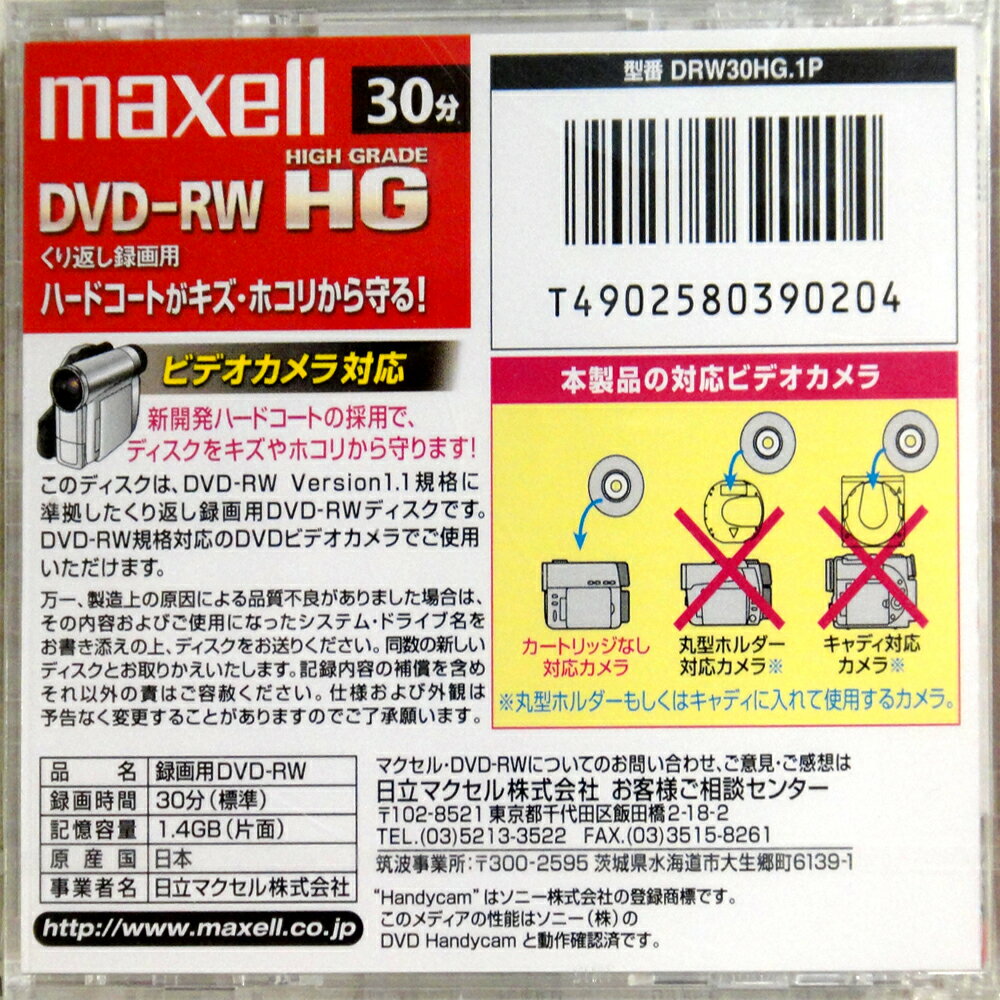 maxell 30分
HIGH GRADE
DVD-RW HG
くり返し録画用
ハードコートがキズ・ホコリから守る!
ビデオカメラ対応
新開発ハードコートの採用で、
ディスクをキズやホコリから守ります!
このディスクは、DVD-RW Version1.1規格に
準拠したくり返し録画用DVD-RWディスクです。
DVD-RW規格対応のDVDビデオカメラでご使用
いただけます。
万一、製造上の原因による品質不良がありました場合は、
その内容およびご使用になったシステム・ドライブ名を
お書き添えの上、ディスクをお送りください。同数の新しい
ディスクとお取りかえいたします。記録内容の補償を含め
それ以外の責はご容赦ください。仕様および外観は
予告なく変更することがありますのでご了承願います。
型番 DRW30HG.1P
T4902580390204
本製品の対応ビデオカメラ
カートリッジなし
対応カメラ
丸型ホルダー
対応カメラ※
キャディ対応
カメラ※
※丸型ホルダーもしくはキャディに入れて使用するカメラ。
品名 録画用DVD-RW
録画時間 30分(標準)
記憶容量 1.4GB(片面)
原産国 日本
事業者名 日立マクセル株式会社
http://www.maxell.co.jp
マクセル・DVD-RWについてのお問い合わせ、ご意見・ご感想は
日立マクセル株式会社 お客様ご相談センター
〒102-8521 東京都千代田区飯田橋2-18-2
TEL.(03)5213-3522 FAX.(03)3515-8261
筑波事業所:〒300-2595 茨城県水海道市大生郷町6139-1
"Handycam"はソニー株式会社の登録商標です。
このメディアの性能はソニー(株)の
DVD Handycam と動作確認済です。